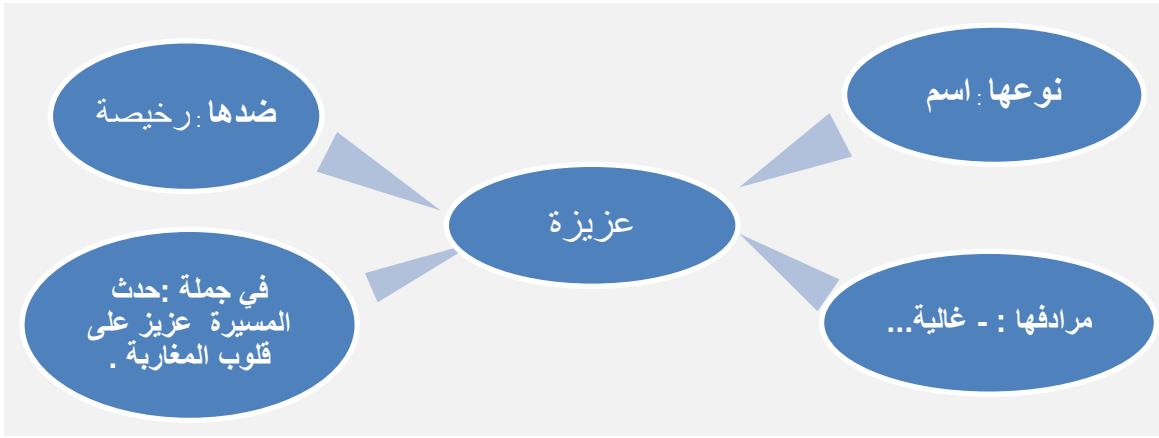 نوعها: اسم
ضدها: رخيصة
عزيزة
مرادفها : - غالية...
في جملة :حدث
المسيرة عزيز على
قلوب المغاربة .